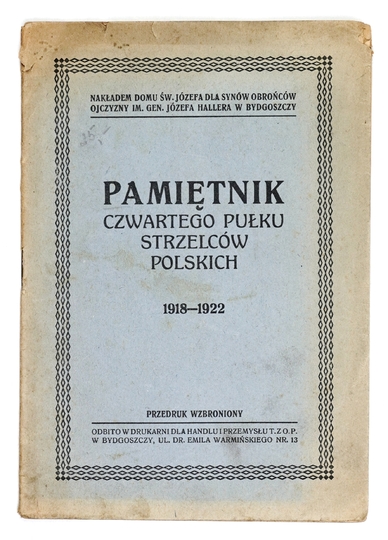 NAKŁADEM DOMU ŚW. JÓZEFA DLA SYNÓW OBROŃCÓW
OJCZYZNY IM. GEN. JÓZEFA HALLERA W BYDGOSZCZY
PAMIĘTNIK
CZWARTEGO PUŁKU
STRZELCÓW
POLSKICH
1918—1922
PRZEDRUK WZBRONIONY
ODBITO W DRUKARNI DLA HANDLU I PRZEMYSŁU T. Z O. P.
W BYDGOSZCZY, UL. DR. EMILA WARMIŃSKIEGO NR. 13